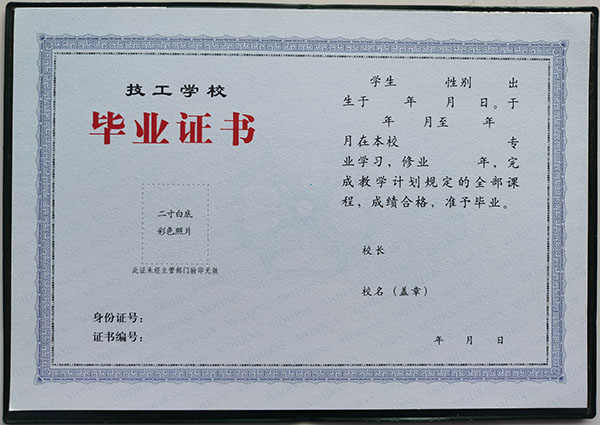 技工学校
毕业证书
二寸白底
彩色照片
此证未经主管部门验印无效
身份证号：
证书编号：
学生 性别 出
生于 年 月 日。于
年 月至 年
月在本校 专
业学习，修业 年，完
成教学计划规定的全部课
程，成绩合格，准予毕业。
校长
校名（盖章）
年 月 日